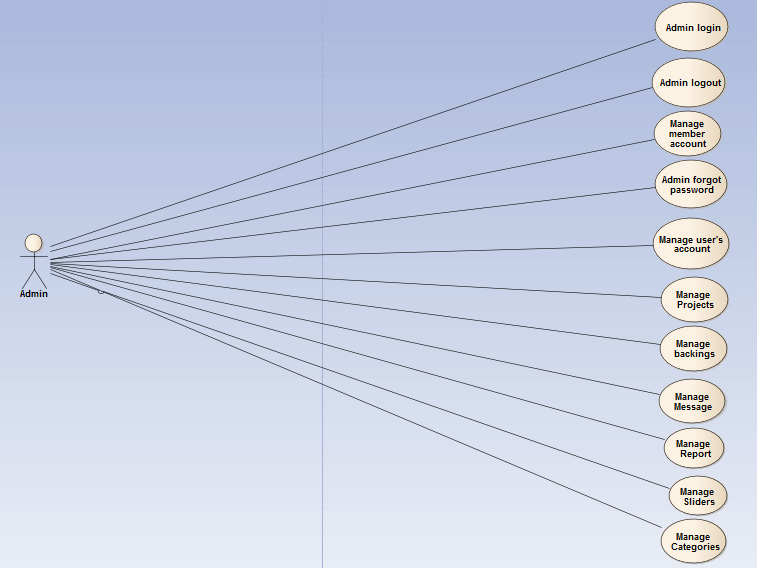 Admin login
Admin logout
Manage
member
account
Admin forgot
password
Manage user's
account
Admin
Manage
Projects
Manage
backings
Manage
Message
Manage
Report
Manage
Sliders
Manage
Categories